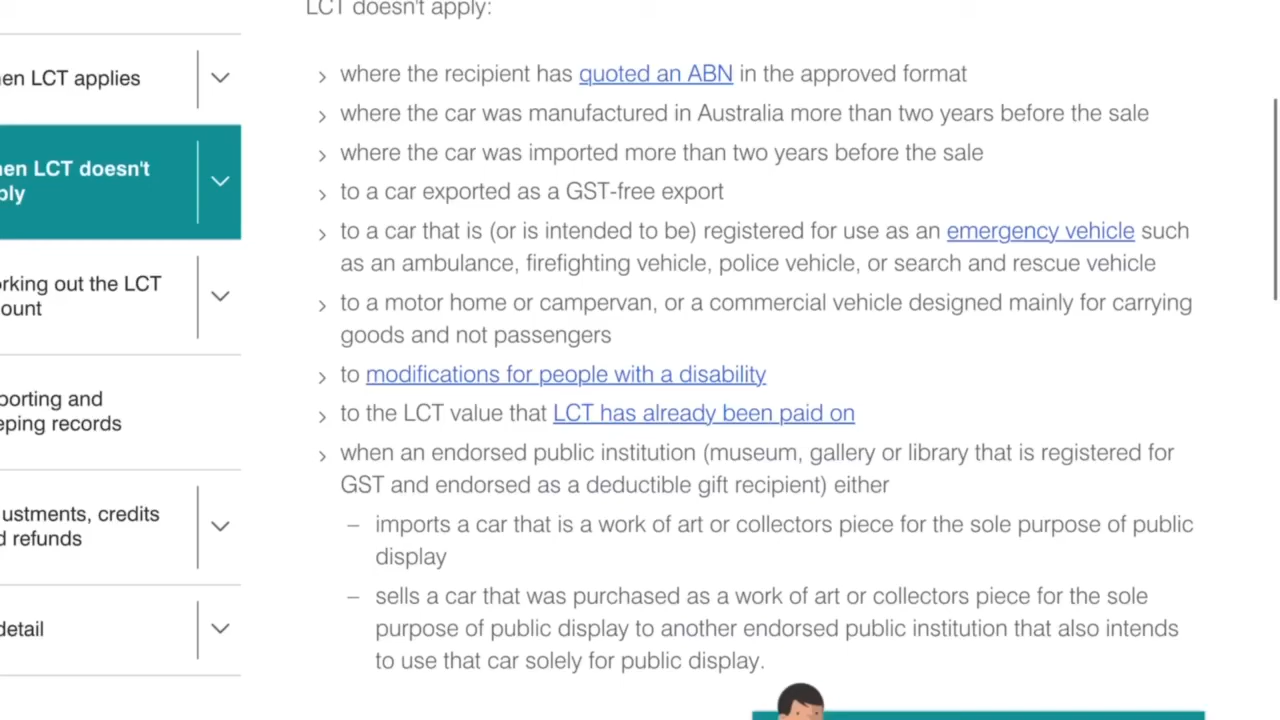 LCT doesn't apply:
en LCT applies
en LCT doesn't
ply
rking out the LCT
ount
porting and
eping records
ustments, credits
d refunds
detail
where the recipient has quoted an ABN in the approved format
where the car was manufactured in Australia more than two years before the sale
where the car was imported more than two years before the sale
to a car exported as a GST-free export
to a car that is (or is intended to be) registered for use as an emergency vehicle such
as an ambulance, firefighting vehicle, police vehicle, or search and rescue vehicle
to a motor home or campervan, or a commercial vehicle designed mainly for carrying
goods and not passengers
to modifications for people with a disability
to the LCT value that LCT has already been paid on
when an endorsed public institution (museum, gallery or library that is registered for
GST and endorsed as a deductible gift recipient) either
– imports a car that is a work of art or collectors piece for the sole purpose of public
display
– sells a car that was purchased as a work of art or collectors piece for the sole
purpose of public display to another endorsed public institution that also intends
to use that car solely for public display.